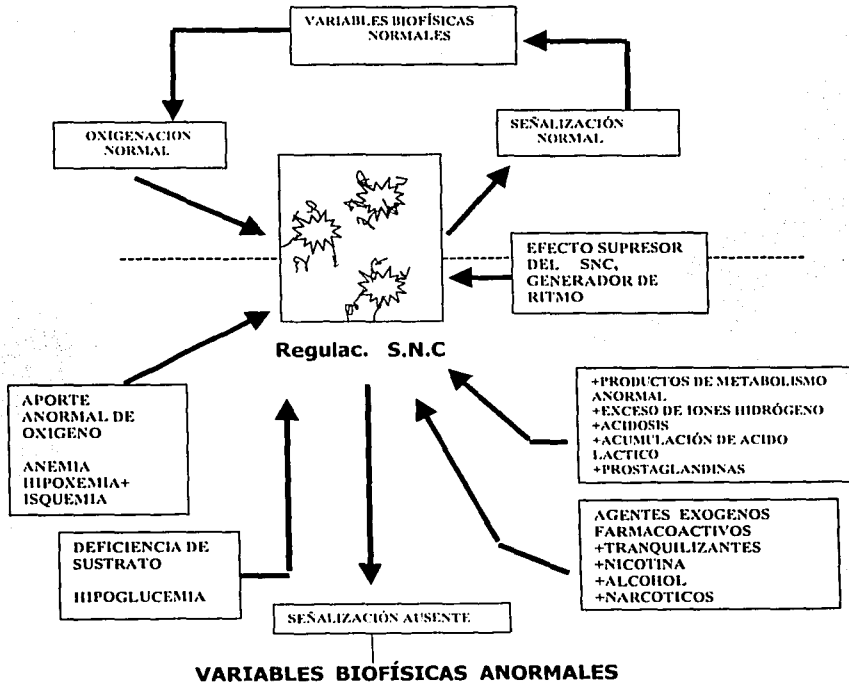 VARIABLES BIOFÍSICAS
NORMALES
OXIGENACION
NORMAL
SEÑALIZACIÓN
NORMAL
EFECTO SUPRESOR
DEL SNC,
GENERADOR DE
RITMO
Regulac. S.N.C
APORTE
ANORMAL DE
OXIGENO
ANEMIA
HIPOXEMIA+
ISQUEMIA
+PRODUCTOS DE METABOLISMO
ANORMAL
+EXCESO DE IONES HIDRÓGENO
+ACIDOSIS
+ACUMULACIÓN DE ACIDO
LACTICO
+PROSTAGLANDINAS
DEFICIENCIA DE
SUSTRATO
HIPOGLUCEMIA
AGENTES EXOGENOS
FARMACOACTIVOS
+TRANQUILIZANTES
+NICOTINA
+ALCOHOL
+NARCOTICOS
SEÑALIZACIÓN AUSENTE
VARIABLES BIOFÍSICAS ANORMALES